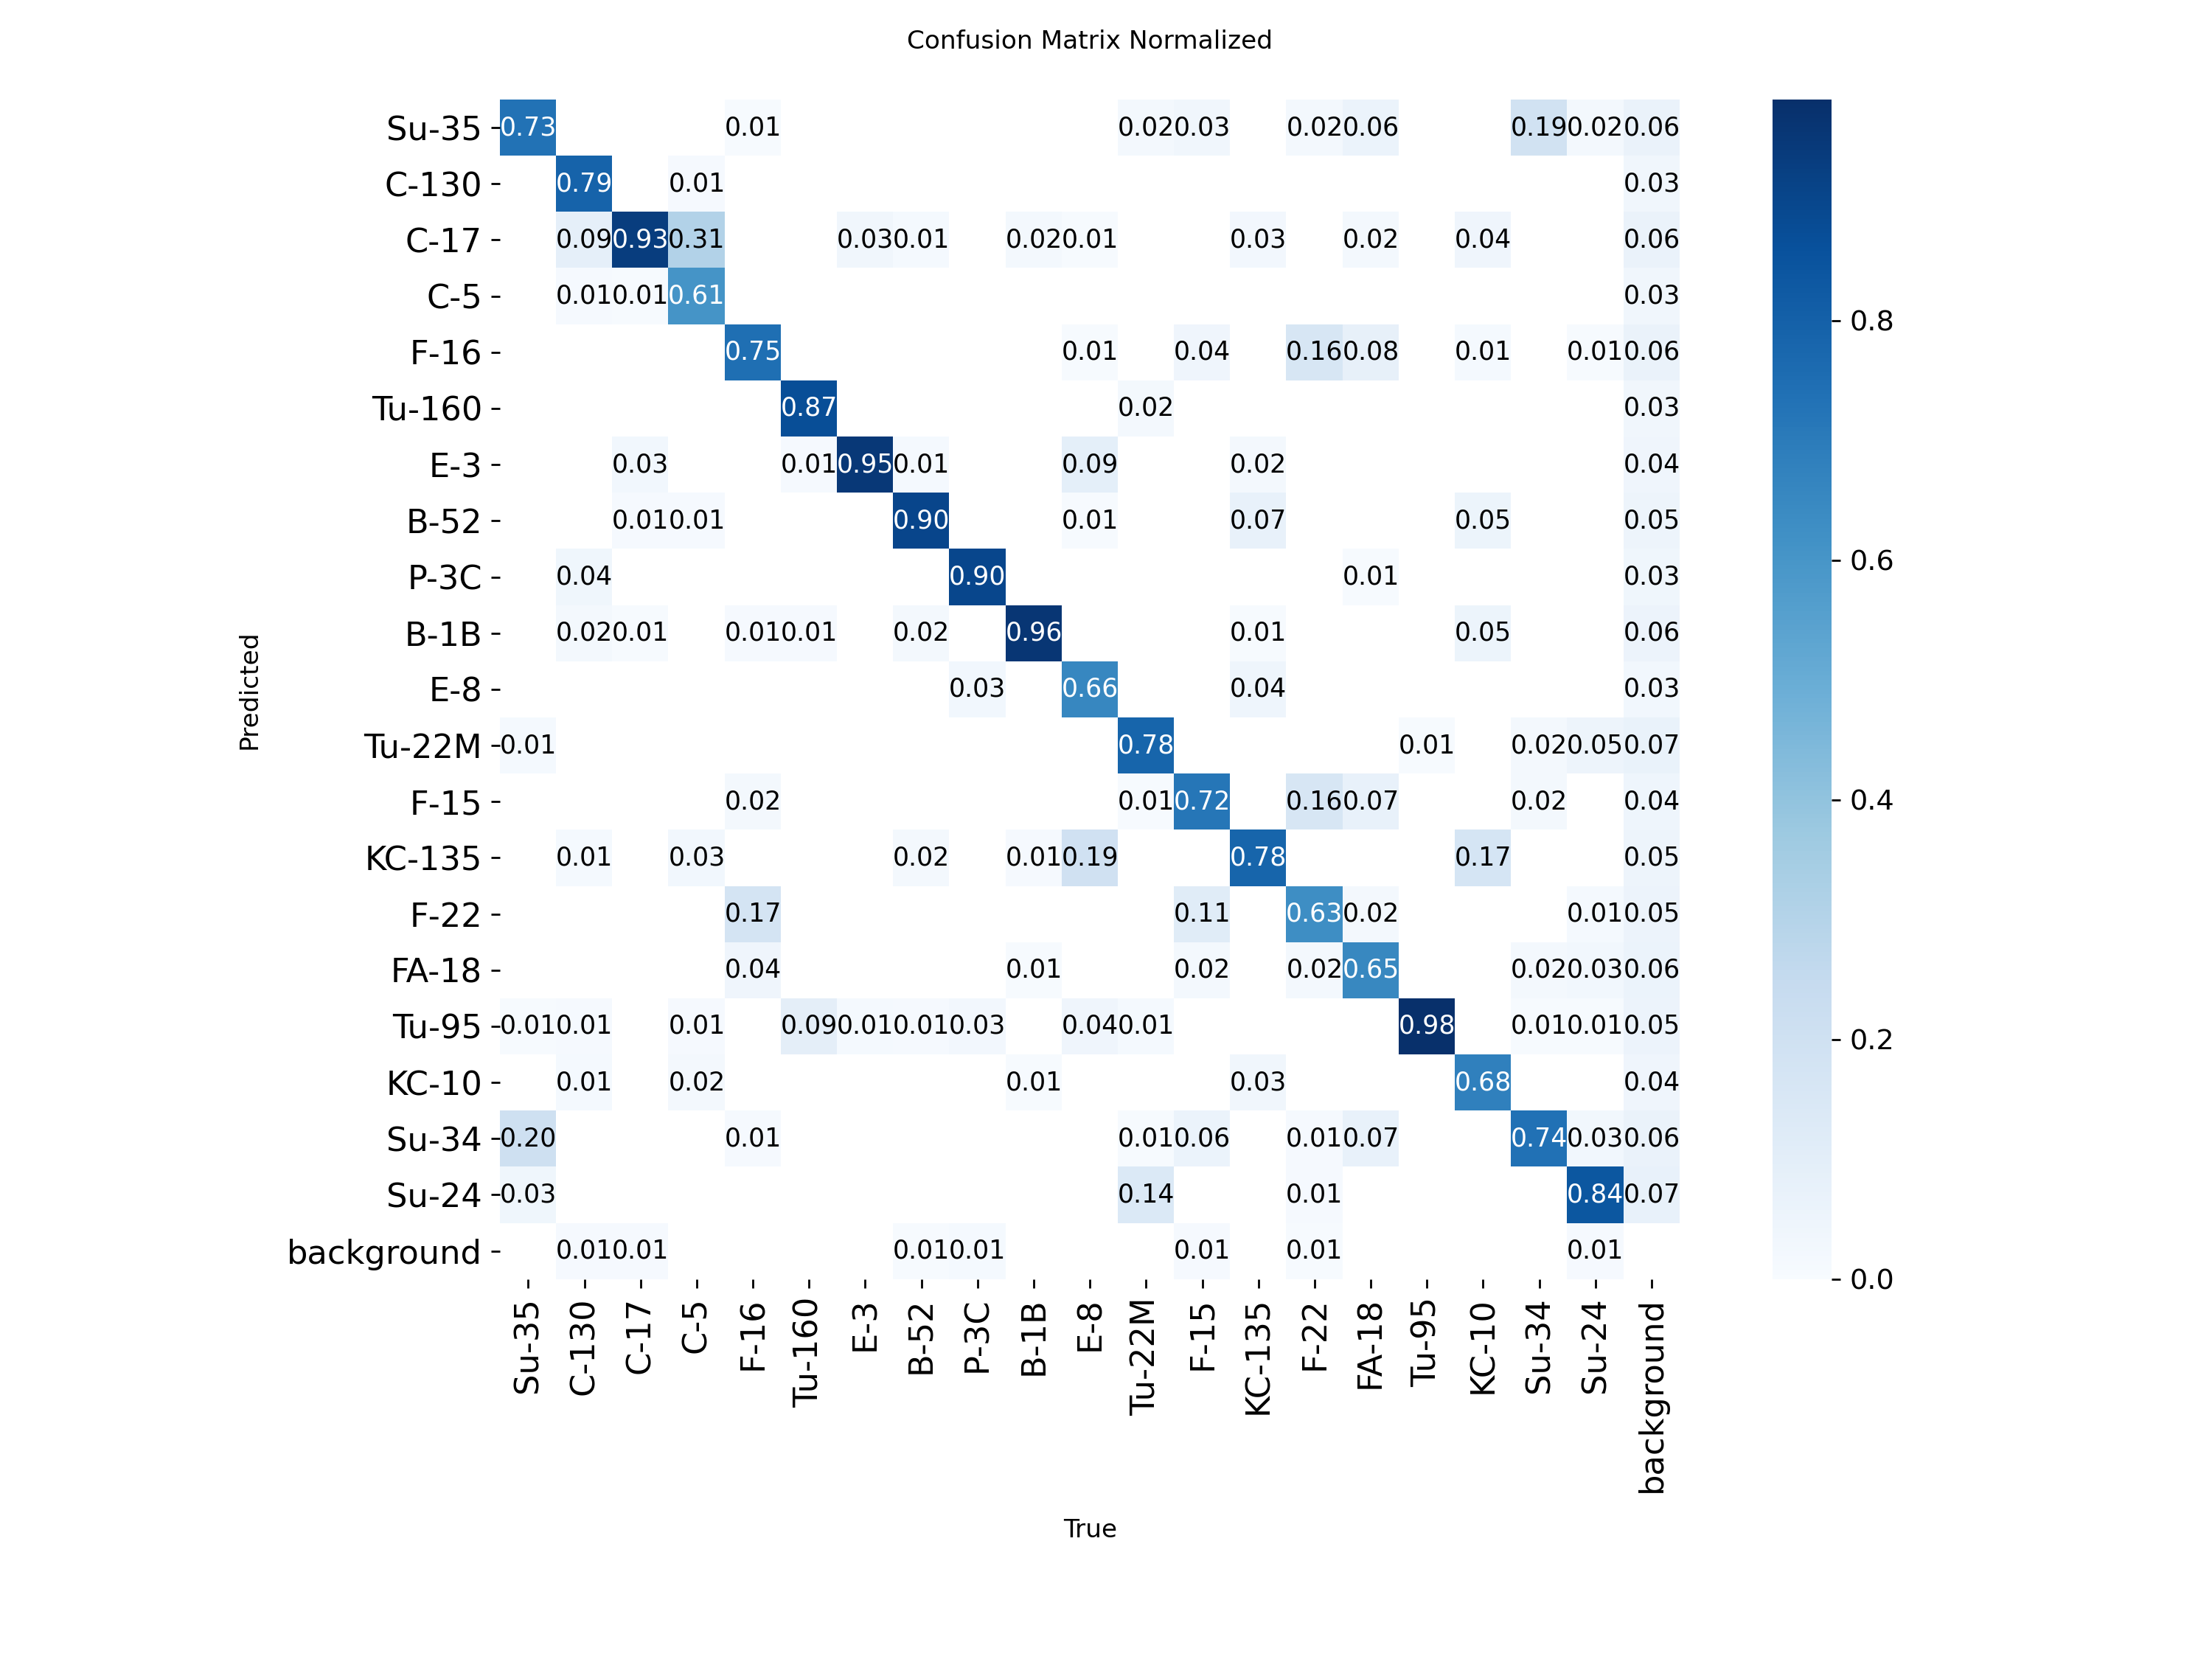 Confusion Matrix Normalized
Su-35 0.73 0.01 0.02 0.03 0.02 0.06 0.19 0.02 0.06
C-130 0.79 0.01 0.03
C-17 0.09 0.93 0.31 0.03 0.01 0.02 0.01 0.03 0.02 0.04 0.06
C-5 0.01 0.01 0.61 0.03
F-16 0.75 0.01 0.04 0.16 0.08 0.01 0.01 0.06
Tu-160 0.87 0.02 0.03
E-3 0.03 0.01 0.95 0.01 0.09 0.02 0.04
B-52 0.01 0.01 0.90 0.01 0.07 0.05 0.05
P-3C 0.04 0.90 0.01 0.03
B-1B 0.02 0.01 0.01 0.01 0.02 0.96 0.01 0.05 0.06
E-8 0.03 0.66 0.04 0.03
Tu-22M 0.01 0.78 0.01 0.02 0.05 0.07
F-15 0.02 0.01 0.72 0.16 0.07 0.02 0.04
KC-135 0.01 0.03 0.02 0.01 0.19 0.78 0.17 0.05
F-22 0.17 0.11 0.63 0.02 0.01 0.05
FA-18 0.04 0.01 0.02 0.02 0.65 0.02 0.03 0.06
Tu-95 0.01 0.01 0.01 0.09 0.01 0.01 0.03 0.04 0.01 0.98 0.01 0.01 0.05
KC-10 0.01 0.02 0.01 0.03 0.68 0.04
Su-34 0.20 0.01 0.01 0.06 0.01 0.07 0.74 0.03 0.06
Su-24 0.03 0.14 0.01 0.84 0.07
background 0.01 0.01 0.01 0.01 0.01 0.01 0.01
Su-35 C-130 C-17 C-5 F-16 Tu-160 E-3 B-52 P-3C B-1B E-8 Tu-22M F-15 KC-135 F-22 FA-18 Tu-95 KC-10 Su-34 Su-24 background
True
Predicted
0.8
0.6
0.4
0.2
0.0